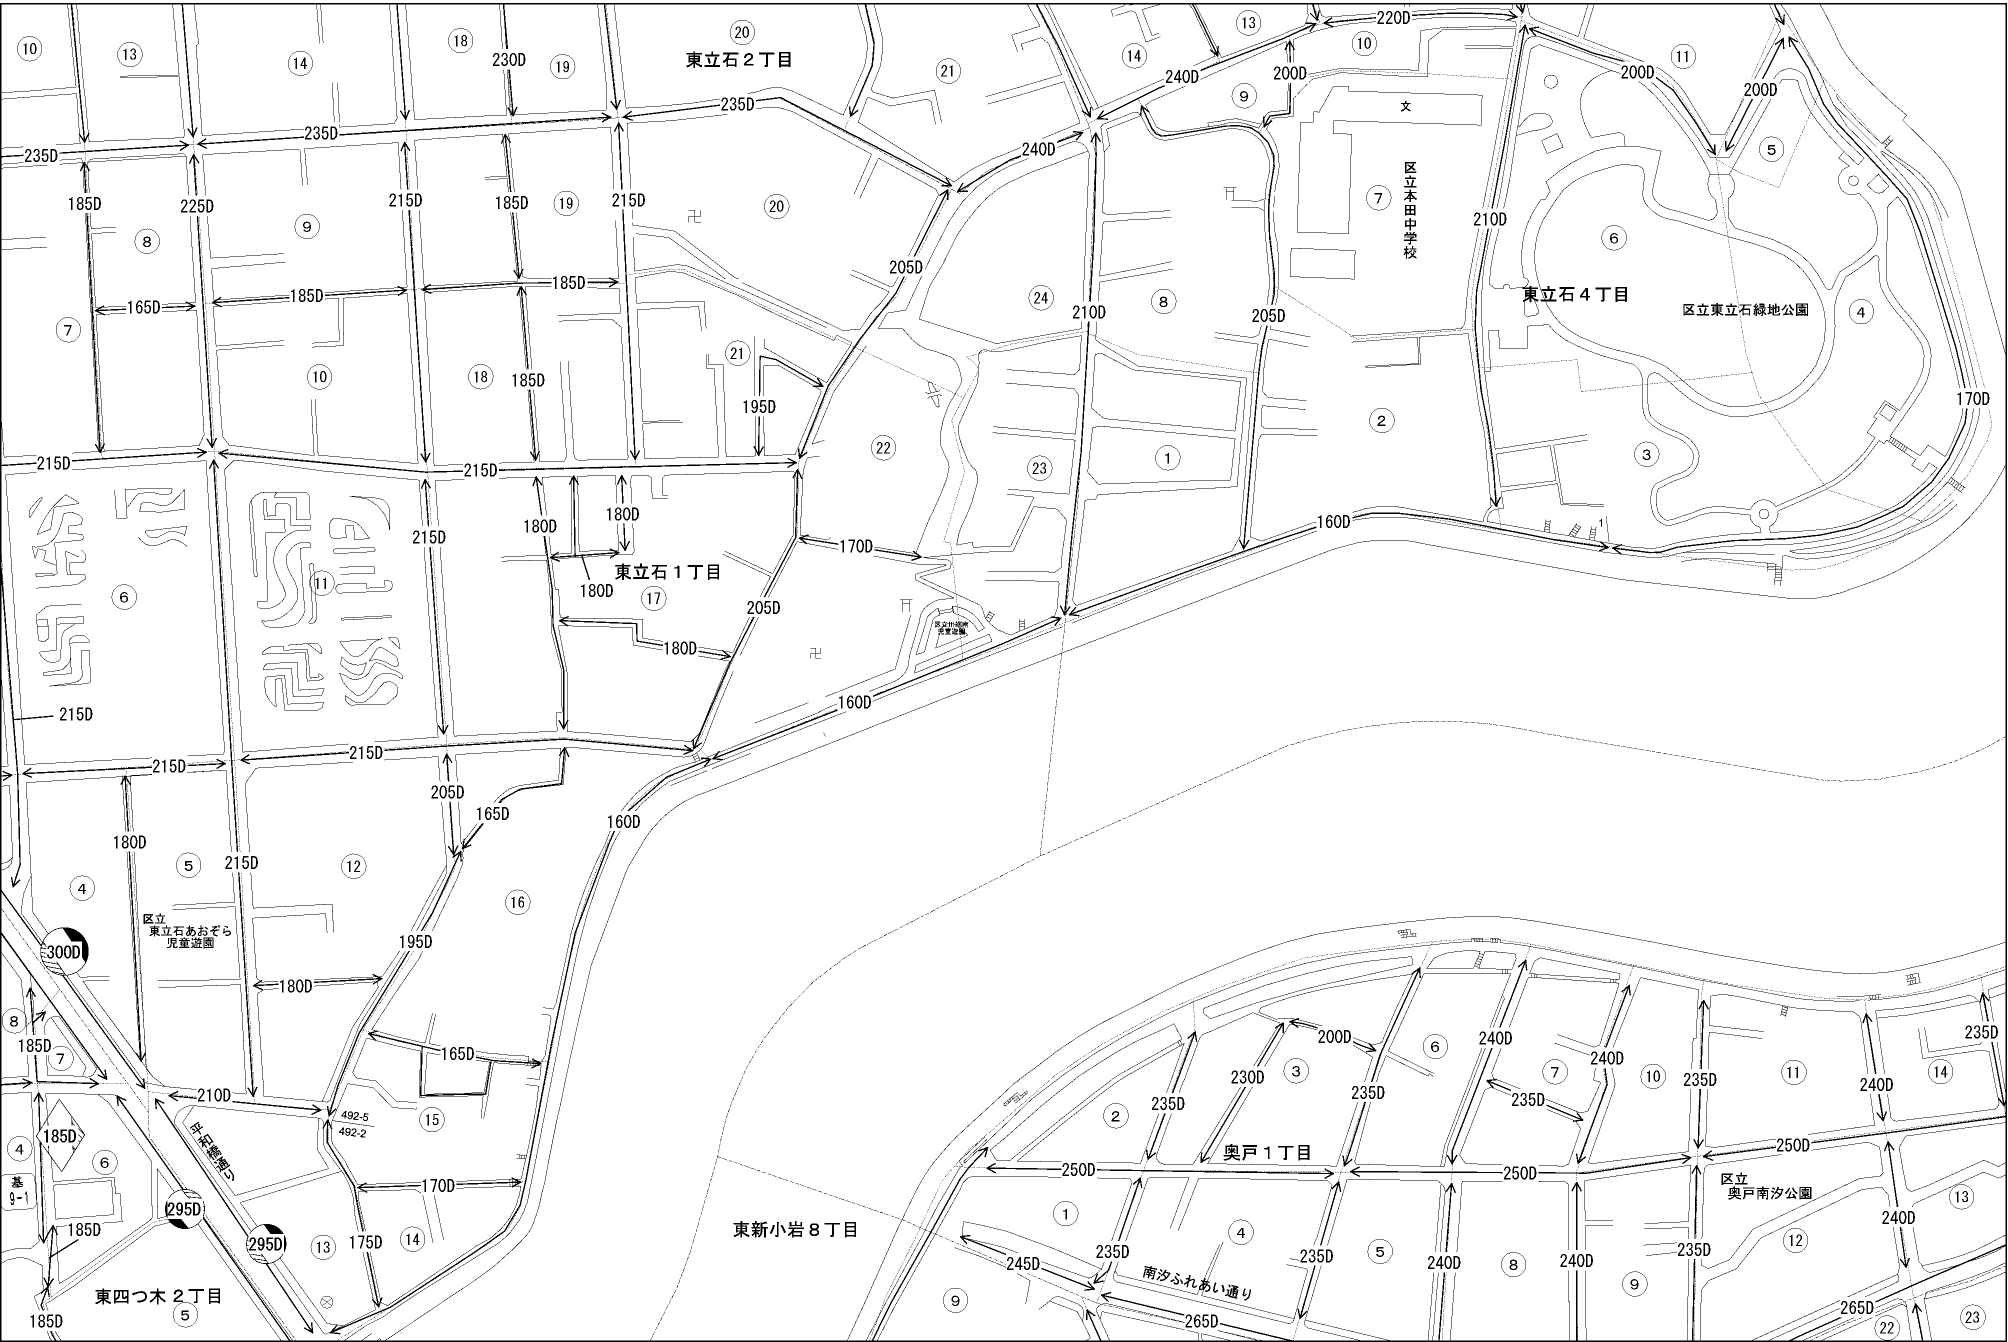 ⑩
⑬
⑭
⑱
230D
⑲
⑳
東立石2丁目
㉑
⑭
⑬
220D
⑩
⑪
240D
200D
⑨
文
200D
200D
235D
235D
235D
240D
⑤
185D
225D
215D
185D
⑲
215D
卍
⑳
⑦
区立本田中学校
210D
⑥
⑧
⑨
205D
165D
185D
185D
㉔
⑧
210D
205D
東立石4丁目
区立東立石緑地公園
④
⑦
⑩
⑱
185D
㉑
195D
170D
215D
215D
㉒
㉓
①
②
③
215D
180D
180D
170D
160D
1
⑥
⑪
東立石1丁目
180D
⑰
205D
180D
卍
児童遊園
215D
160D
215D
215D
205D
165D
160D
180D
215D
④
⑤
⑫
⑯
区立
東立石あおぞら
児童遊園
300D
195D
180D
⑧
185D
⑦
165D
210D
492-5
492-2
⑮
平和橋通り
185D
④
⑥
基
9-1
170D
295D
185D
295D
⑬
175D
⑭
東四つ木2丁目
⑤
185D
200D
⑥
240D
240D
⑦
③
230D
235D
235D
235D
⑩
235D
⑪
240D
⑭
235D
②
奥戸1丁目
250D
250D
250D
区立
奥戸南汐公園
⑬
東新小岩8丁目
①
④
235D
235D
⑤
240D
⑧
240D
⑨
235D
⑫
240D
245D
南汐ふれあい通り
⑨
265D
265D
㉒
㉓